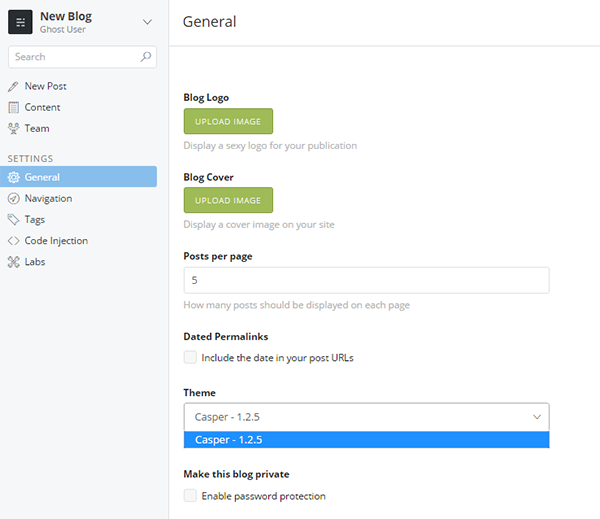 New Blog
Ghost User
Search
New Post
Content
Team
SETTINGS
General
Navigation
Tags
Code Injection
Labs
General
Blog Logo
UPLOAD IMAGE
Display a sexy logo for your publication
Blog Cover
UPLOAD IMAGE
Display a cover image on your site
Posts per page
5
How many posts should be displayed on each page
Dated Permalinks
Include the date in your post URLs
Theme
Casper - 1.2.5
Casper - 1.2.5
Make this blog private
Enable password protection